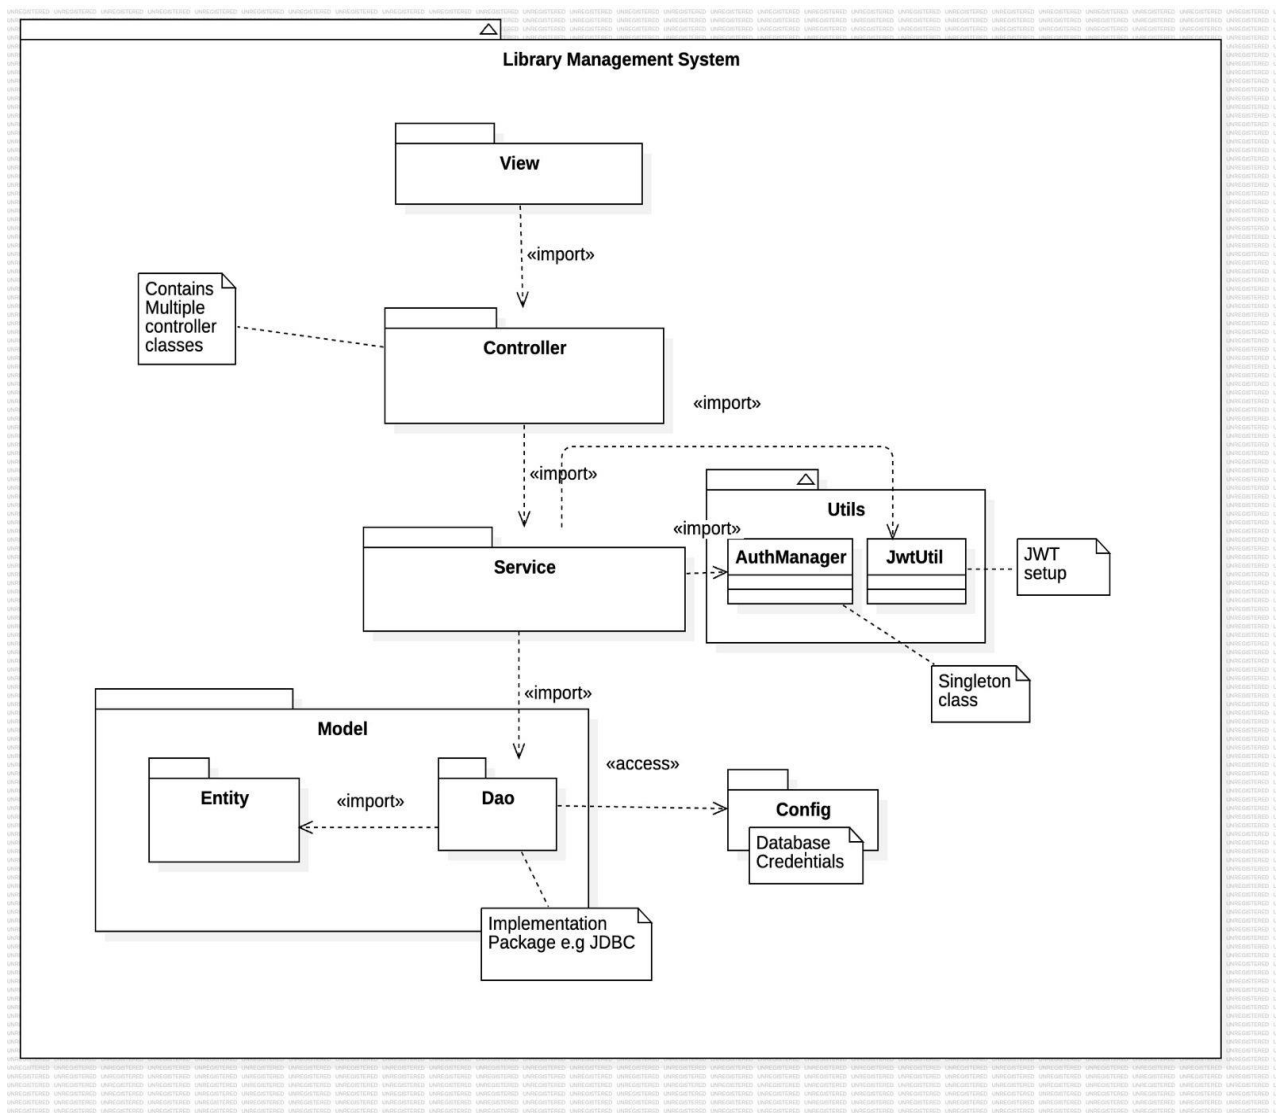 Library Management System
View
«import»
Contains
Multiple
controller
classes
Controller
«import»
«import»
Utils
«import»
Service
AuthManager
JwtUtil
JWT
setup
Singleton
class
«import»
Model
«access»
Entity
«import»
Dao
Config
Database
Credentials
Implementation
Package e.g JDBC
UNREGISTERED